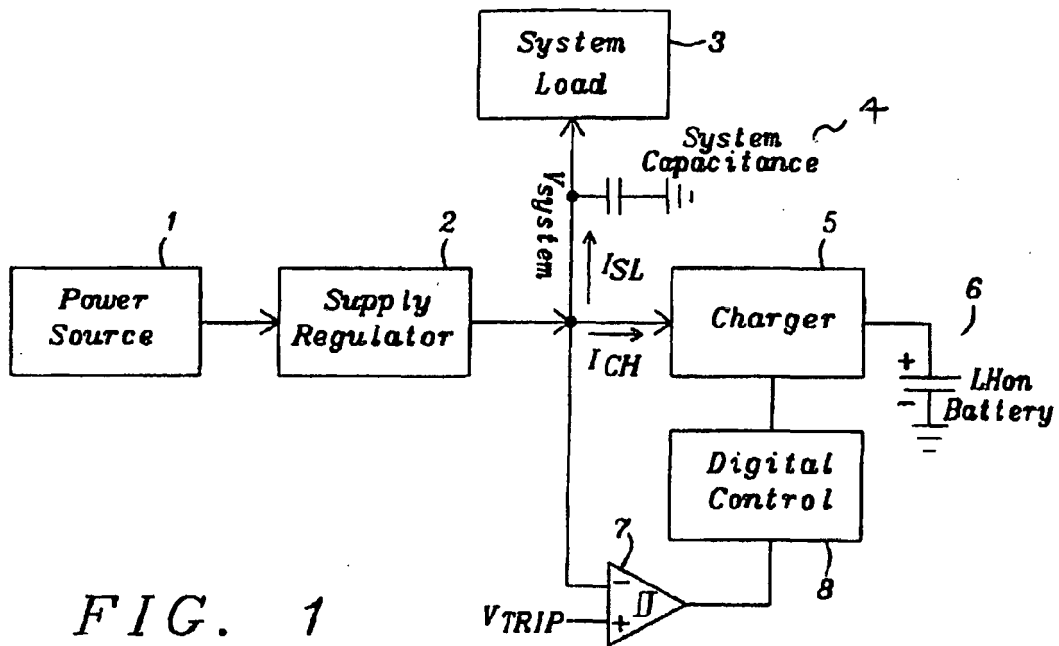 System
Load
3
4
System
Capacitance
Vsystem
1
2
5
6
Power
Source
Supply
Regulator
ISL
ICH
Charger
+
-
LHon
Battery
Digital
Control
7
8
-
VTRIP
+
FIG. 1